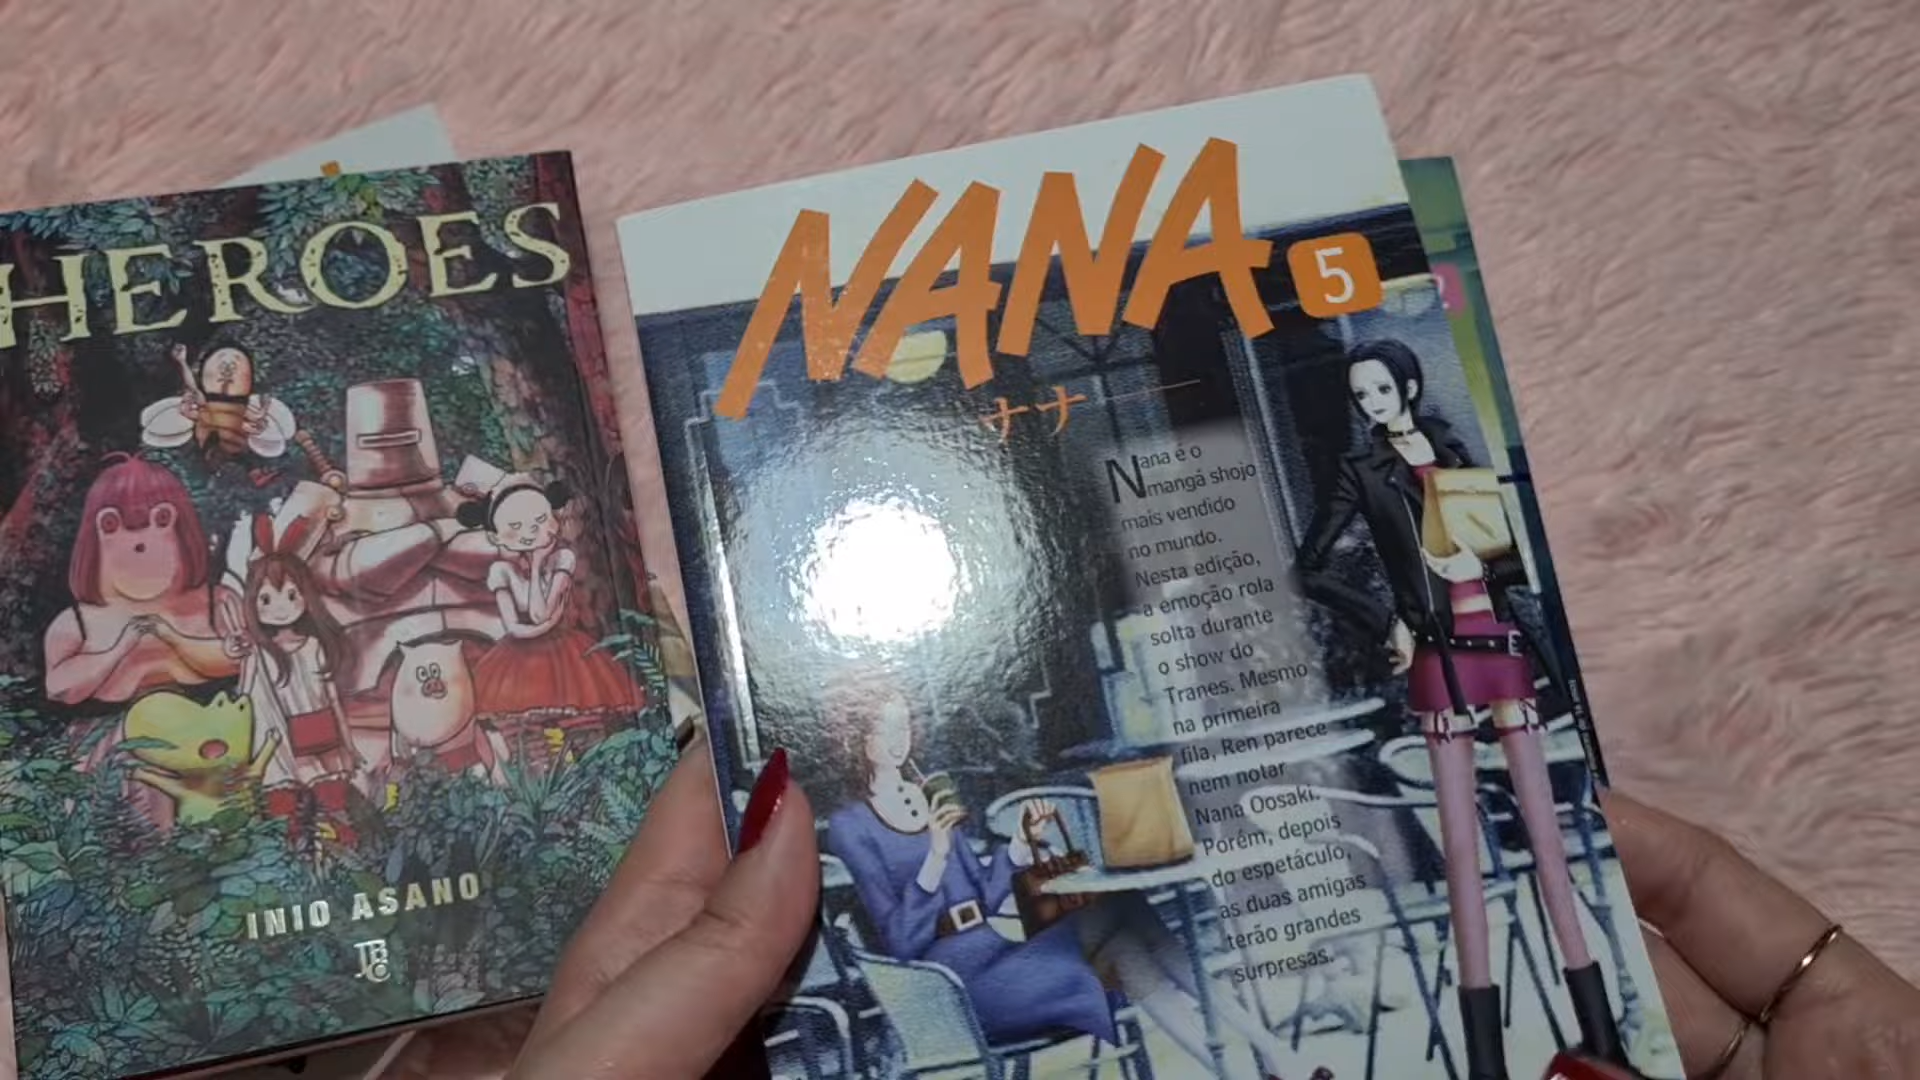 HEROES
INIO ASANO
JBC
NANA
5
ナナ
Nana é o
mangá shojo
mais vendido
no mundo.
Nesta edição,
a emoção rola
solta durante
o show do
Tranes. Mesmo
na primeira
fila, Ren parece
nem notar
Nana Oosaki.
Porém, depois
do espetáculo,
as duas amigas
terão grandes
surpresas.